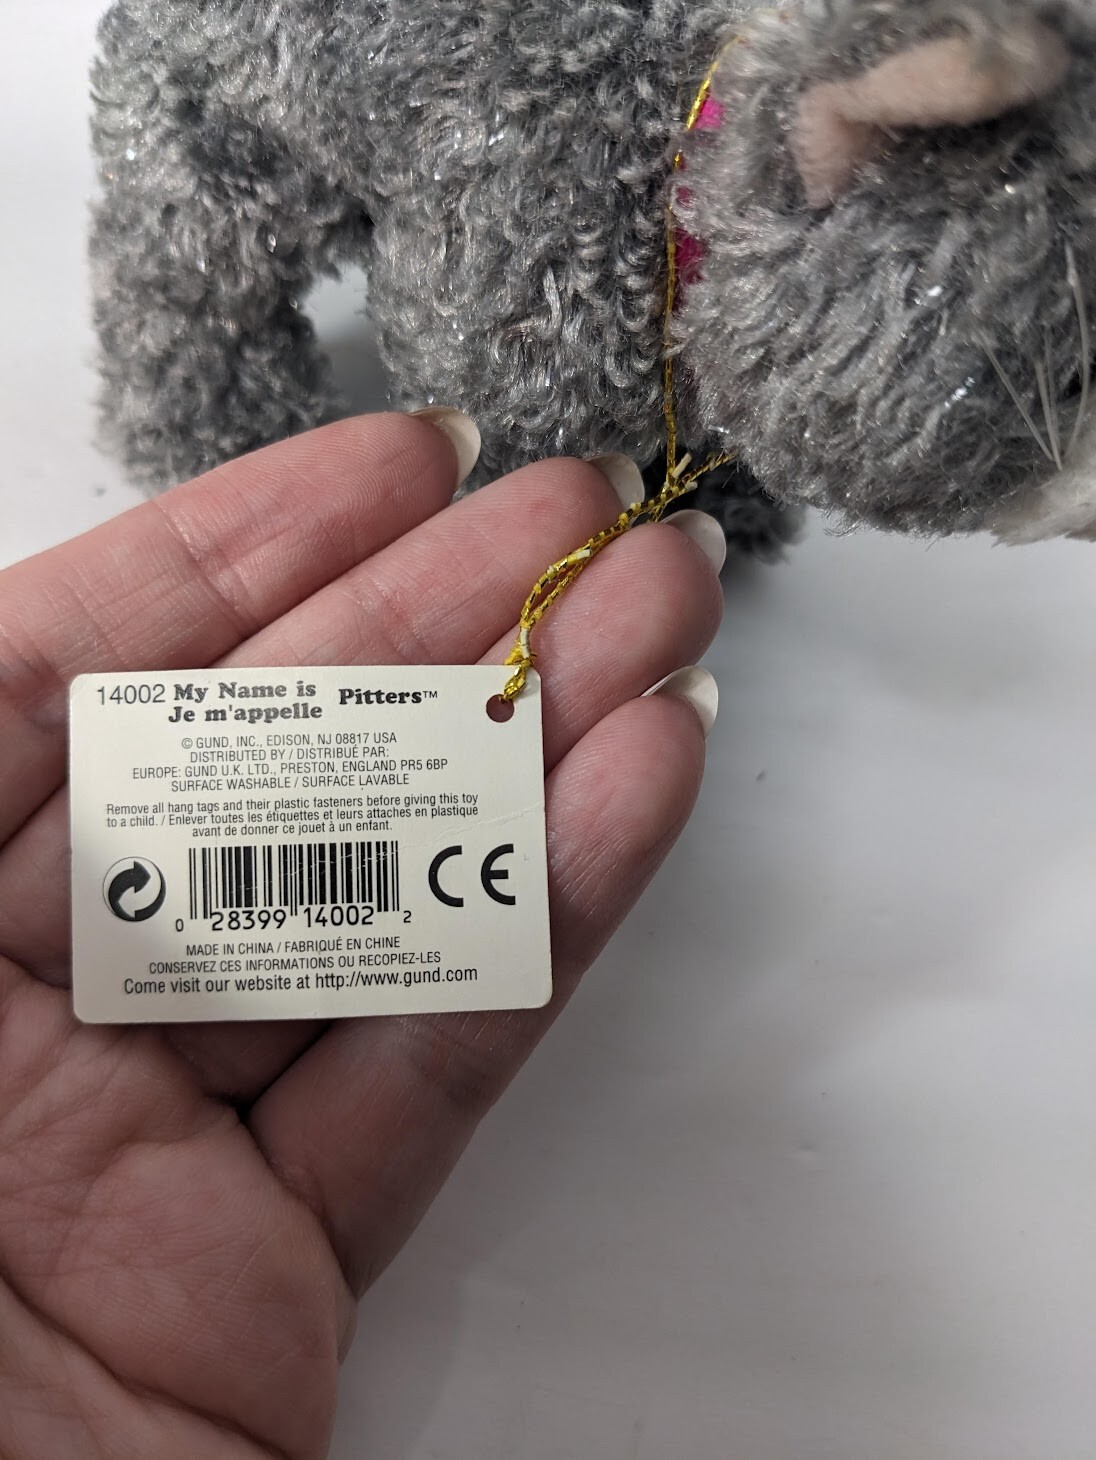 14002 My Name is Pitters™
Je m'appelle
© GUND, INC., EDISON, NJ 08817 USA
DISTRIBUTED BY / DISTRIBUÉ PAR:
EUROPE: GUND U.K. LTD., PRESTON, ENGLAND PR5 6BP
SURFACE WASHABLE / SURFACE LAVABLE
Remove all hang tags and their plastic fasteners before giving this toy
to a child. / Enlever toutes les étiquettes et leurs attaches en plastique
avant de donner ce jouet à un enfant.
CE
0 28399 14002 2
MADE IN CHINA / FABRIQUÉ EN CHINE
CONSERVEZ CES INFORMATIONS OU RECOPIEZ-LES
Come visit our website at http://www.gund.com